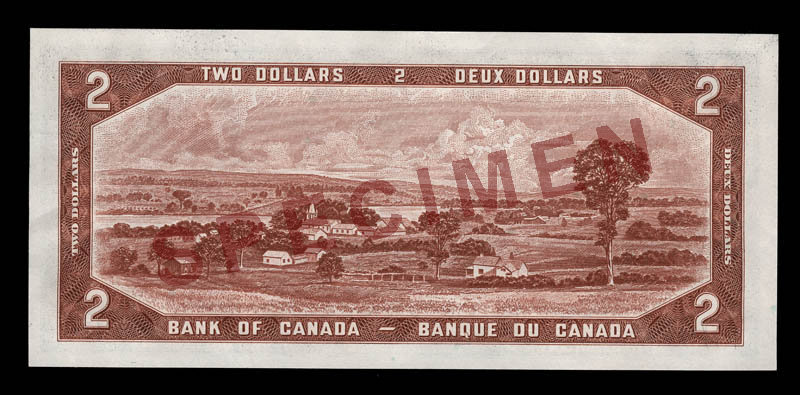 2 TWO DOLLARS 2 DEUX DOLLARS 2
TWO DOLLARS
SPECIMEN
DEUX DOLLARS
2 BANK OF CANADA — BANQUE DU CANADA 2